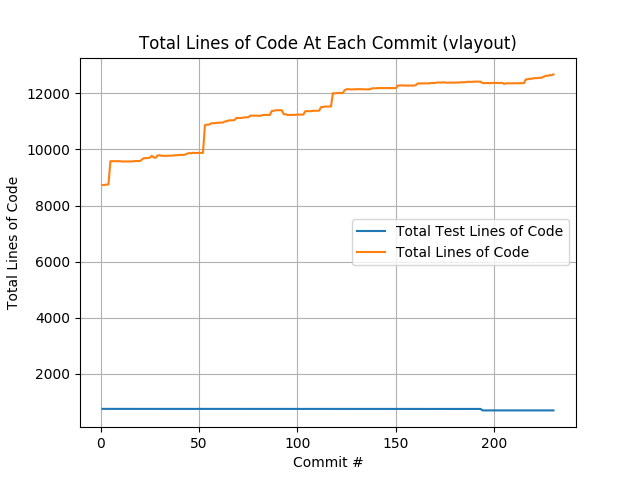 Total Lines of Code At Each Commit (vlayout)
Total Lines of Code
12000
10000
8000
6000
4000
2000
Total Test Lines of Code
Total Lines of Code
0
50
100
150
200
Commit #